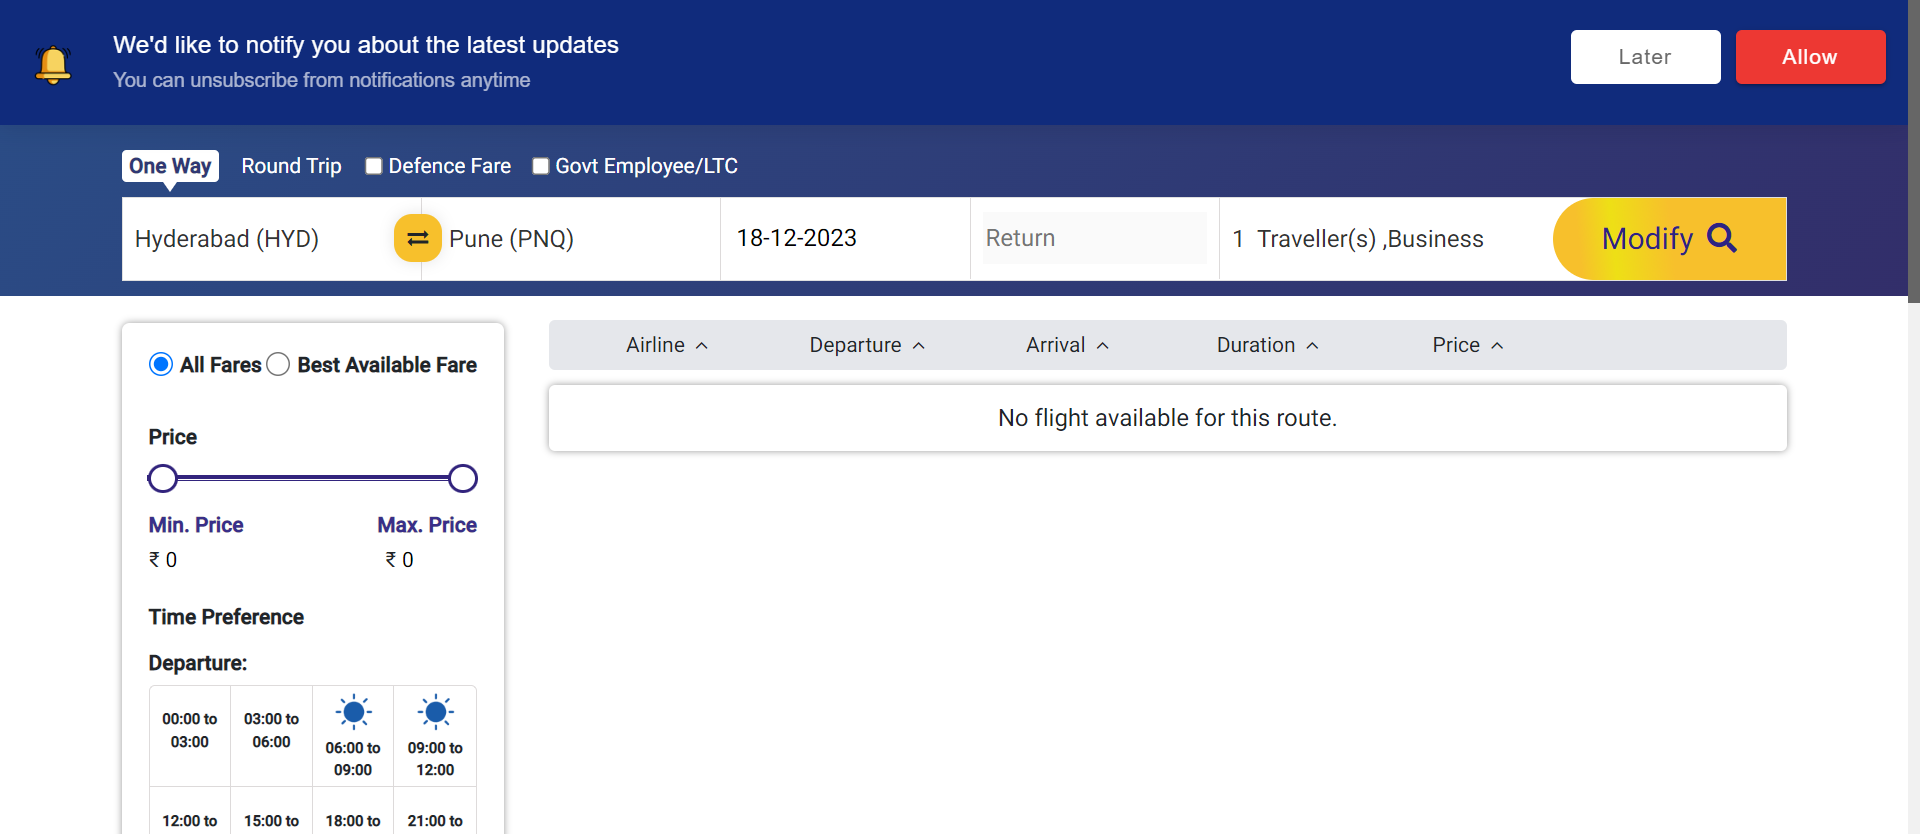 We'd like to notify you about the latest updates
You can unsubscribe from notifications anytime
Later
Allow
One Way
Round Trip
Defence Fare
Govt Employee/LTC
Hyderabad (HYD)
Pune (PNQ)
18-12-2023
Return
1 Traveller(s) ,Business
Modify
All Fares
Best Available Fare
Airline
Departure
Arrival
Duration
Price
No flight available for this route.
Price
Min. Price
Max. Price
₹ 0
₹ 0
Time Preference
Departure:
00:00 to
03:00
03:00 to
06:00
06:00 to
09:00
09:00 to
12:00
12:00 to
15:00 to
18:00 to
21:00 to